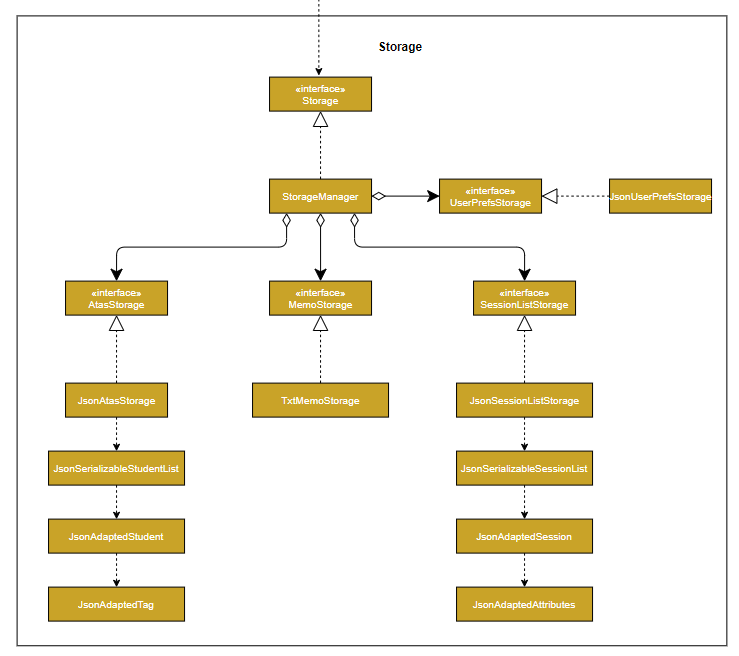 Storage
«interface»
Storage
StorageManager
«interface»
UserPrefsStorage
JsonUserPrefsStorage
«interface»
AtasStorage
«interface»
MemoStorage
«interface»
SessionListStorage
JsonAtasStorage
TxtMemoStorage
JsonSessionListStorage
JsonSerializableStudentList
JsonSerializableSessionList
JsonAdaptedStudent
JsonAdaptedSession
JsonAdaptedTag
JsonAdaptedAttributes